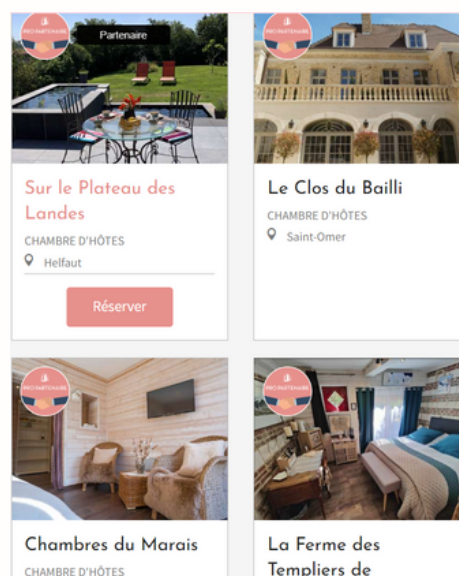 PRO-PARTENAIRE
Partenaire
PRO-PARTENAIRE
Sur le Plateau des
Landes
CHAMBRE D'HÔTES
Helfaut
Réserver
Le Clos du Bailli
CHAMBRE D'HÔTES
Saint-Omer
PRO-PARTENAIRE
PRO-PARTENAIRE
Chambres du Marais
CHAMBRE D'HÔTES
La Ferme des
Templiers de